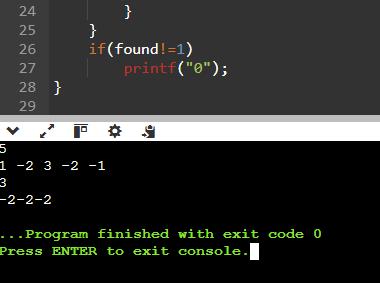 24 }
25 }
26 if(found!=1)
27 printf("0");
28 }
29
5
1 -2 3 -2 -1
3
-2-2-2
...Program finished with exit code 0
Press ENTER to exit console.